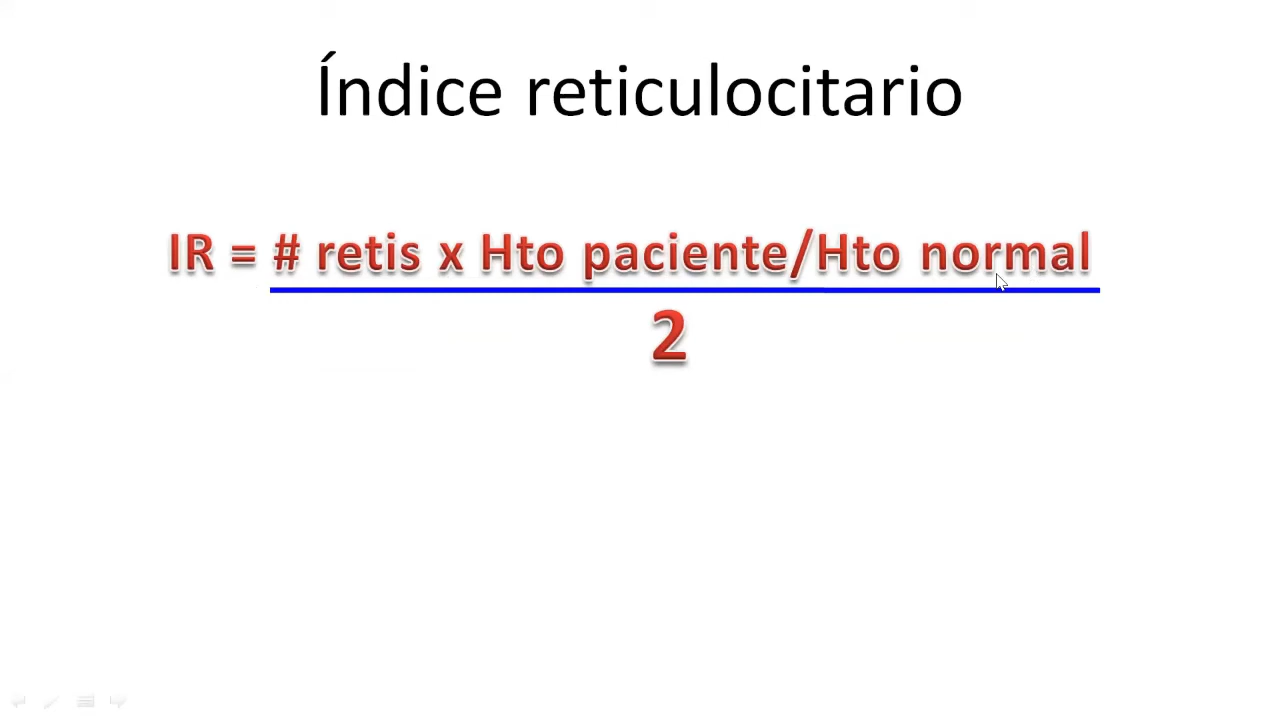 Índice reticulocitario
IR = # retis x Hto paciente/Hto normal
2